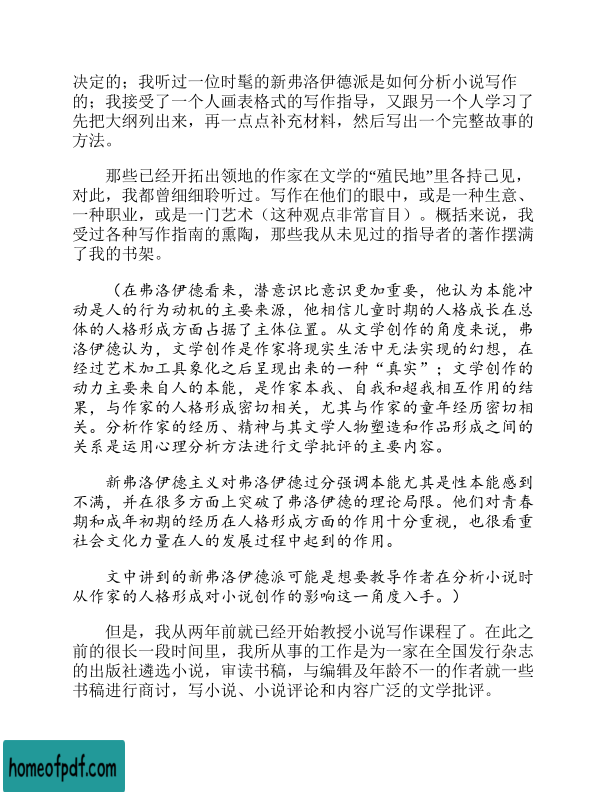 决定的；我听过一位时髦的新弗洛伊德派是如何分析小说写作
的；我接受了一个人画表格式的写作指导，又跟另一个人学习了
先把大纲列出来，再一点点补充材料，然后写出一个完整故事的
方法。
那些已经开拓出领地的作家在文学的“殖民地”里各持己见，
对此，我都曾细细聆听过。写作在他们的眼中，或是一种生意、
一种职业，或是一门艺术（这种观点非常盲目）。概括来说，我
受过各种写作指南的熏陶，那些我从未见过的指导者的著作摆满
了我的书架。
（在弗洛伊德看来，潜意识比意识更加重要，他认为本能冲
动是人的行为动机的主要来源，他相信儿童时期的人格成长在总
体的人格形成方面占据了主体位置。从文学创作的角度来说，弗
洛伊德认为，文学创作是作家将现实生活中无法实现的幻想，在
经过艺术加工具象化之后呈现出来的一种“真实”；文学创作的
动力主要来自人的本能，是作家本我、自我和超我相互作用的结
果，与作家的人格形成密切相关，尤其与作家的童年经历密切相
关。分析作家的经历、精神与其文学人物塑造和作品形成之间的
关系是运用心理分析方法进行文学批评的主要内容。
新弗洛伊德主义对弗洛伊德过分强调本能尤其是性本能感到
不满，并在很多方面上突破了弗洛伊德的理论局限。他们对青春
期和成年初期的经历在人格形成方面的作用十分重视，也很看重
社会文化力量在人的发展过程中起到的作用。
文中讲到的新弗洛伊德派可能是想要教导作者在分析小说时
从作家的人格形成对小说创作的影响这一角度入手。）
但是，我从两年前就已经开始教授小说写作课程了。在此之
前的很长一段时间里，我所从事的工作是为一家在全国发行杂志
的出版社遴选小说，审读书稿，与编辑及年龄不一的作者就一些
书稿进行商讨，写小说、小说评论和内容广泛的文学批评。
homeofpdf.com